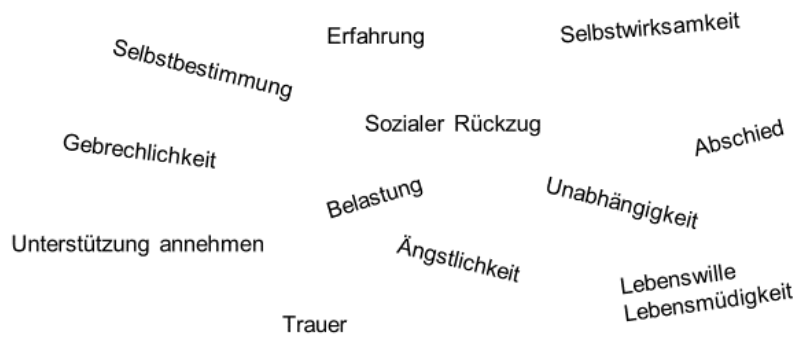 Erfahrung
Selbstwirksamkeit
Selbstbestimmung
Sozialer Rückzug
Abschied
Gebrechlichkeit
Belastung
Unabhängigkeit
Unterstützung annehmen
Ängstlichkeit
Lebenswille
Lebensmüdigkeit
Trauer